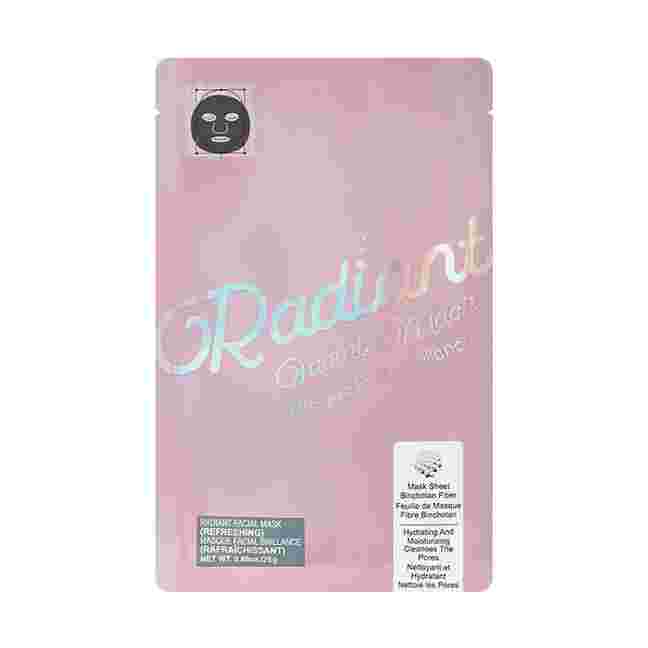 Radiant
RADIANT FACIAL MASK
(REFRESHING)
MASQUE FACIAL BRILLANCE
(RAFRAICHISSANT)
Mask Sheet
Binchotan Fiber
Feuille de Masque
Fibre Binchotan
Hydrating And
Moisturizing
Cleanses The
Pores
Nettoyant et
Hydratant
Nettoie les Pores